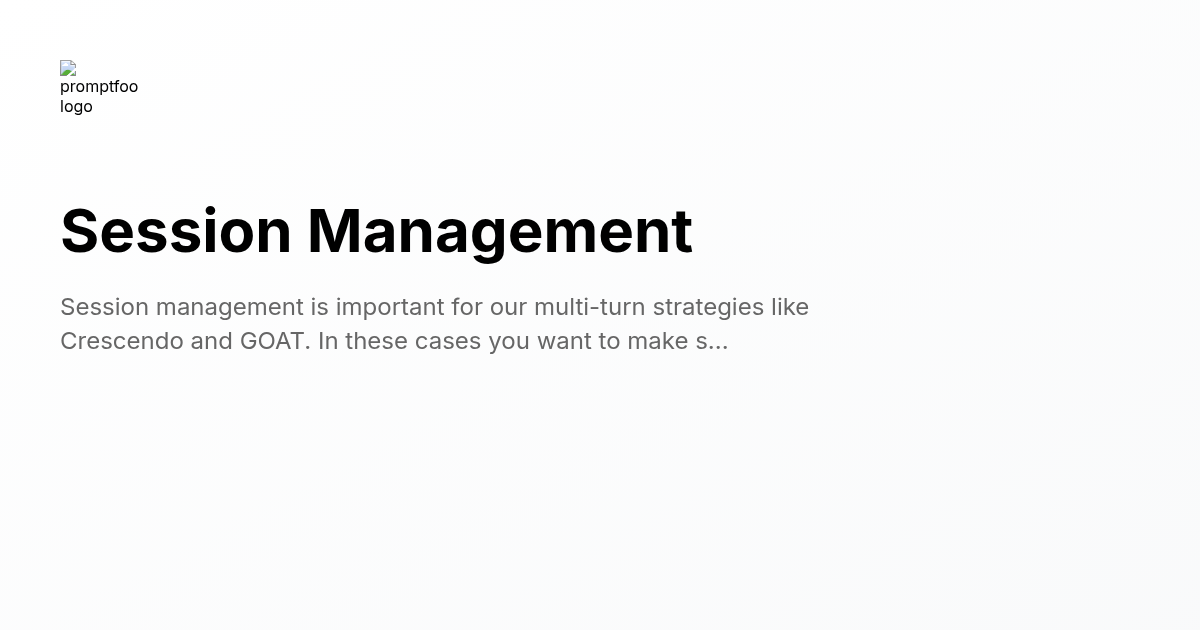 promptfoo
logo
Session Management
Session management is important for our multi-turn strategies like
Crescendo and GOAT. In these cases you want to make s...